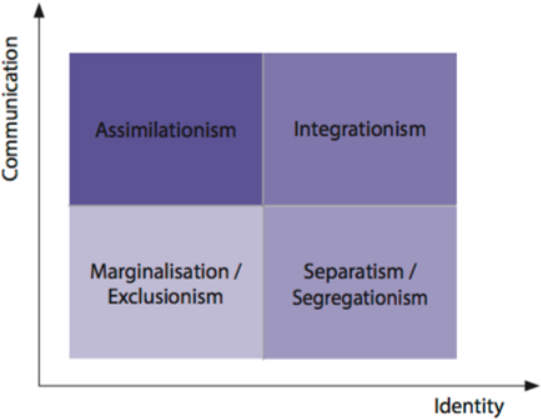 Communication
Assimilationism
Integrationism
Marginalisation /
Exclusionism
Separatism /
Segregationism
Identity